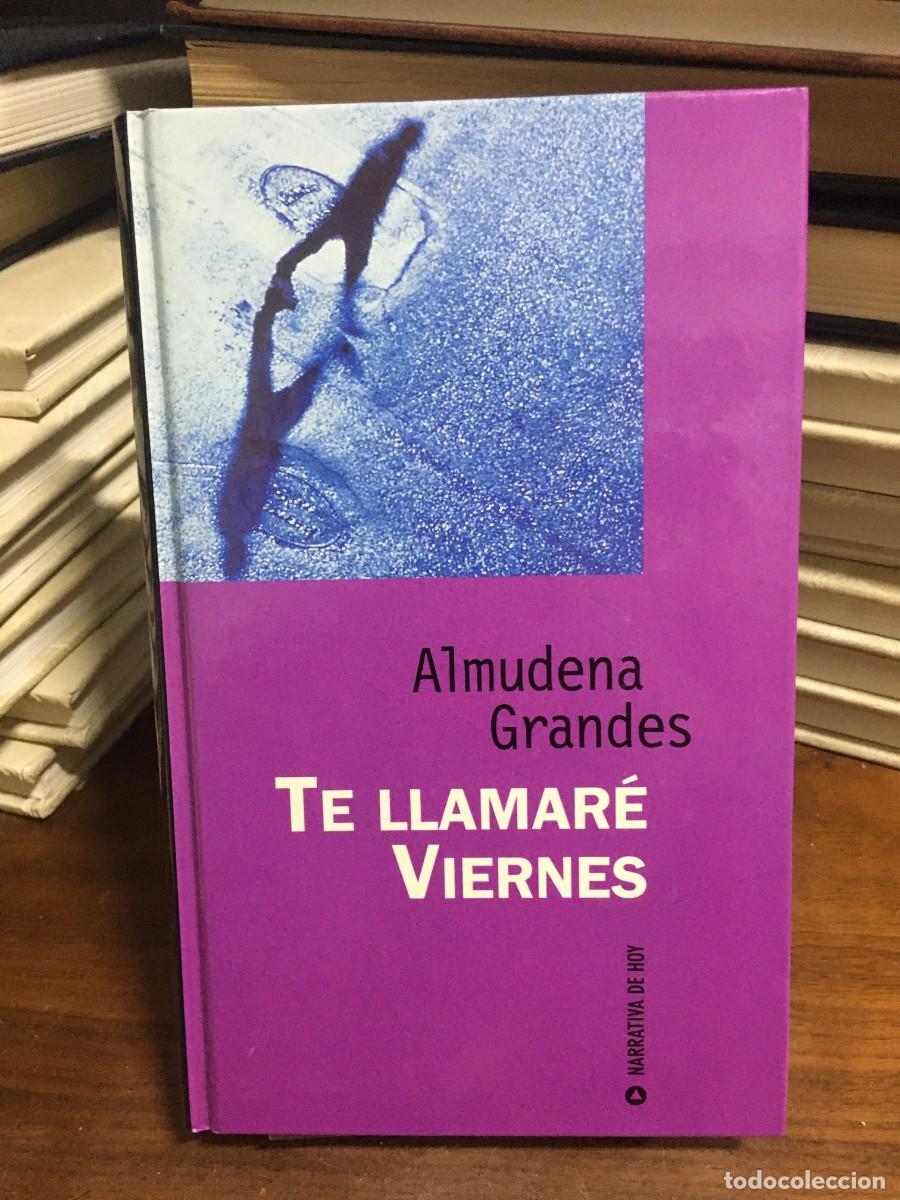 Almudena
Grandes
TE LLAMARÉ
VIERNES
NARRATIVA DE HOY
todocoleccion